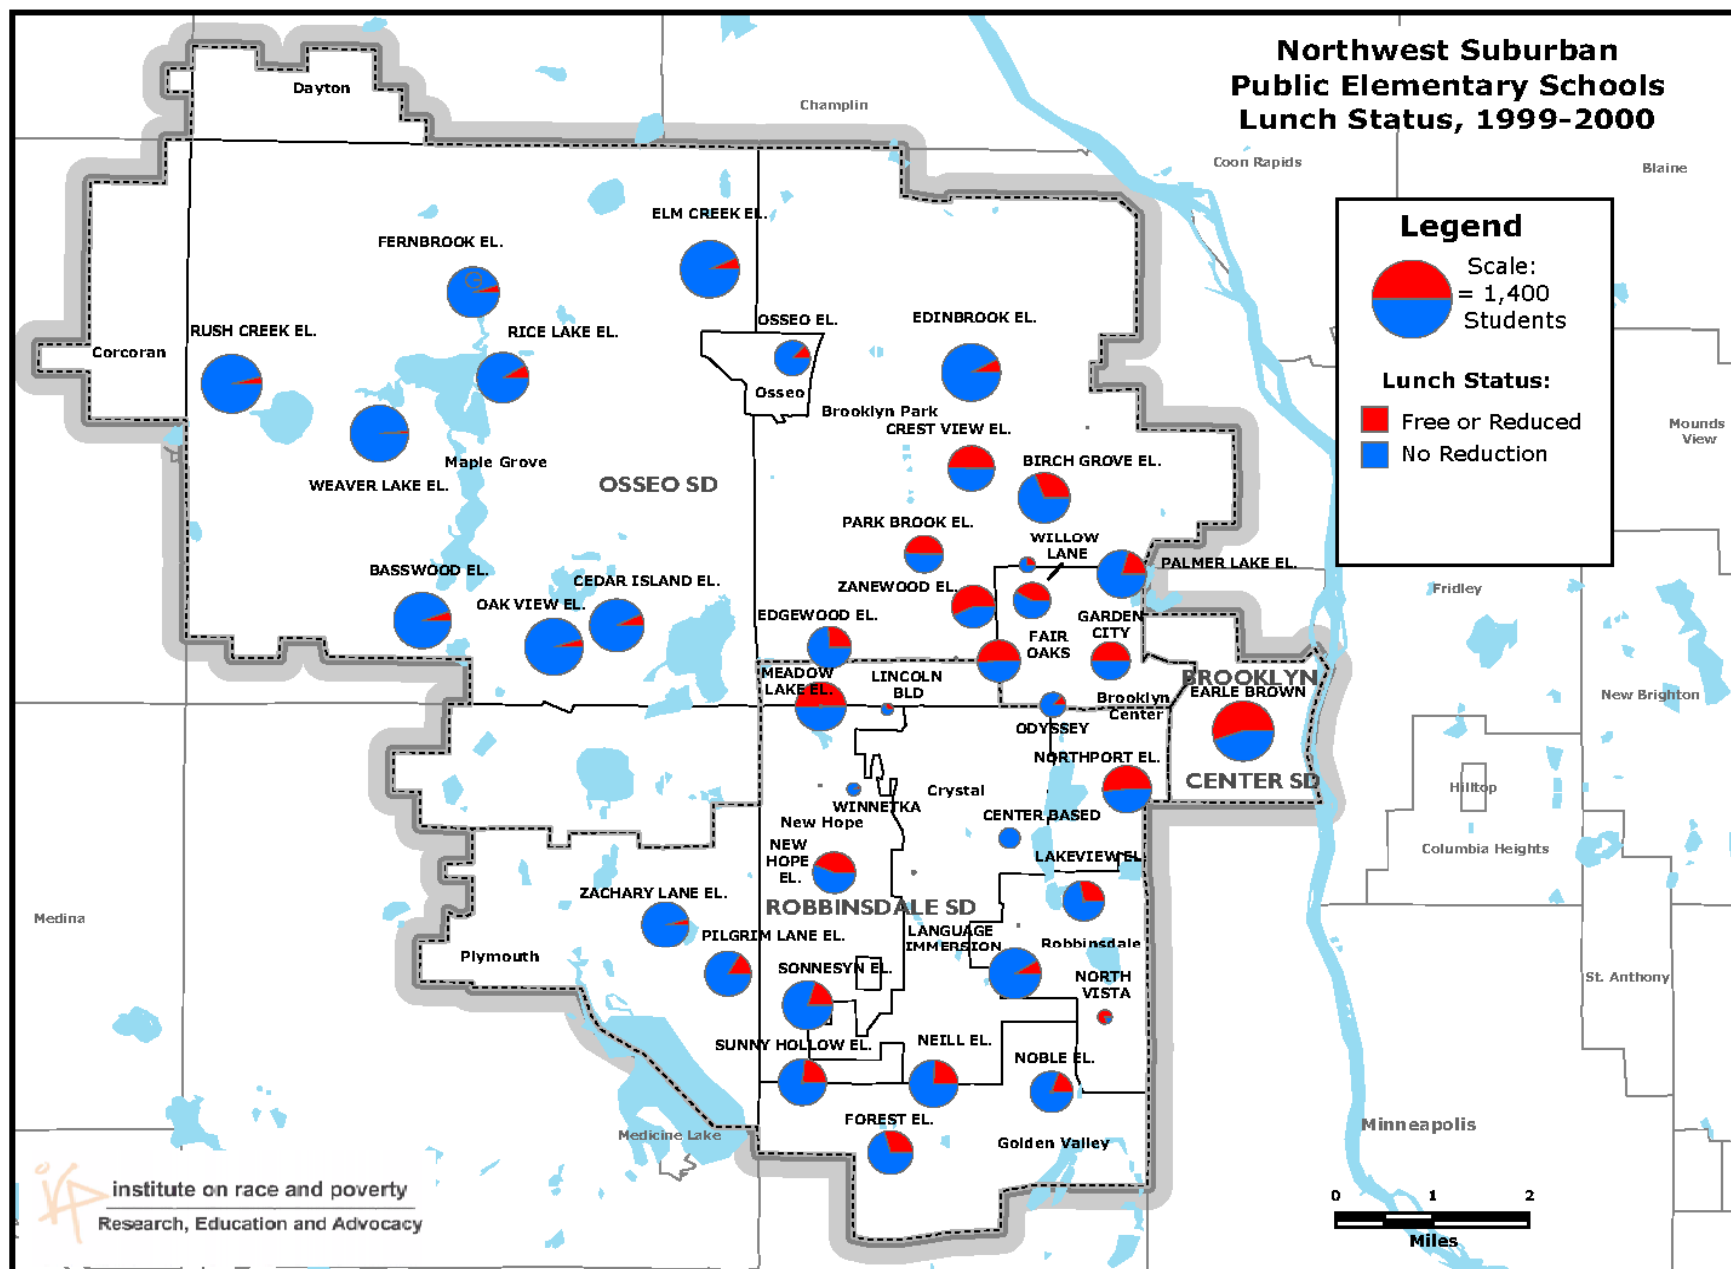 Northwest Suburban
Public Elementary Schools
Lunch Status, 1999-2000
Dayton
Champlin
Coon Rapids
Blaine
Legend
Scale:
= 1,400
Students
Lunch Status:
Free or Reduced
No Reduction
ELM CREEK EL.
FERNBROOK EL.
RUSH CREEK EL.
RICE LAKE EL.
OSSEO EL.
EDINBROOK EL.
Corcoran
Osseo
Brooklyn Park
CREST VIEW EL.
Mounds
View
Maple Grove
BIRCH GROVE EL.
WEAVER LAKE EL.
OSSEO SD
PARK BROOK EL.
WILLOW
LANE
PALMER LAKE EL.
BASSWOOD EL.
CEDAR ISLAND EL.
ZANEWOOD EL.
Fridley
OAK VIEW EL.
EDGEWOOD EL.
GARDEN
CITY
FAIR
OAKS
MEADOW
LAKE EL.
LINCOLN
BLD
BROOKLYN
EARLE BROWN
Brooklyn
Center
New Brighton
ODYSSEY
NORTHPORT EL.
CENTER SD
Crystal
Hilltop
WINNETKA
New Hope
CENTER BASED
NEW
HOPE
EL.
LAKEVIEW EL.
Columbia Heights
ZACHARY LANE EL.
ROBBINSDALE SD
Medina
PILGRIM LANE EL.
LANGUAGE
IMMERSION
Robbinsdale
Plymouth
SONNESYN EL.
NORTH
VISTA
St. Anthony
SUNNY HOLLOW EL.
NEILL EL.
NOBLE EL.
FOREST EL.
Medicine Lake
Golden Valley
Minneapolis
irp
institute on race and poverty
Research, Education and Advocacy
0 1 2
Miles